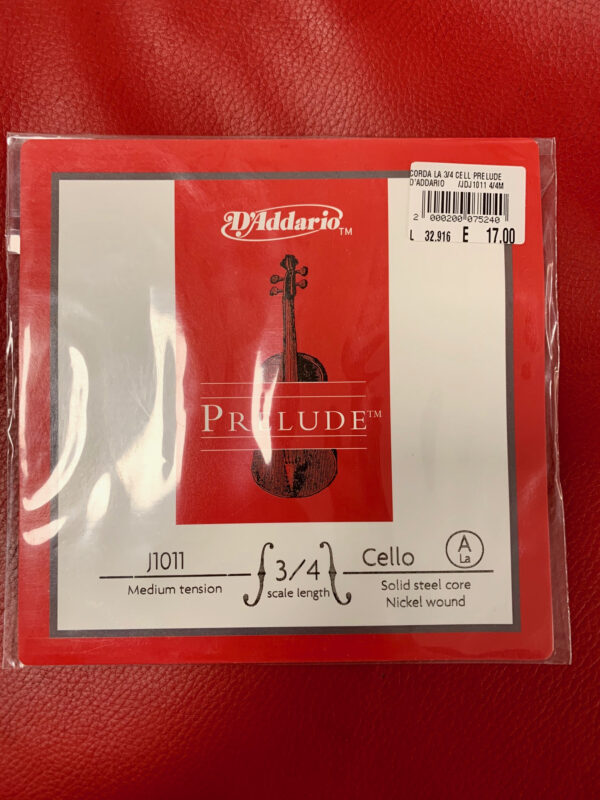 CORDA LA 3/4 CELL PRELUDE
D'ADDARIO /JDJ1011 4/4M
2 000200 075240
L 32.916 E 17.00
D'Addario™
PRELUDE™
J1011
Medium tension
3/4
scale length
Cello
Solid steel core
Nickel wound
A
La